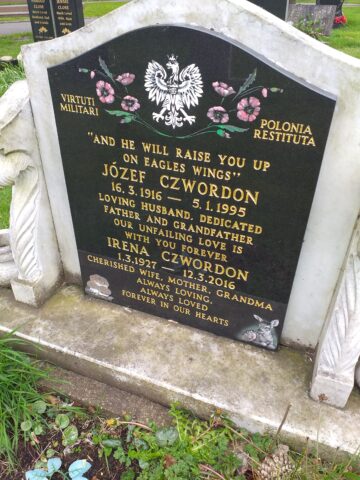 VIRTUTI
MILITARI
POLONIA
RESTITUTA
"AND HE WILL RAISE YOU UP
ON EAGLES WINGS"
JÓZEF CZWORDON
16.3.1916 — 5.1.1995
LOVING HUSBAND, DEDICATED
FATHER AND GRANDFATHER
OUR UNFAILING LOVE IS
WITH YOU FOREVER
IRENA CZWORDON
1.3.1927 — 12.3.2016
CHERISHED WIFE, MOTHER, GRANDMA
ALWAYS LOVING,
ALWAYS LOVED
FOREVER IN OUR HEARTS